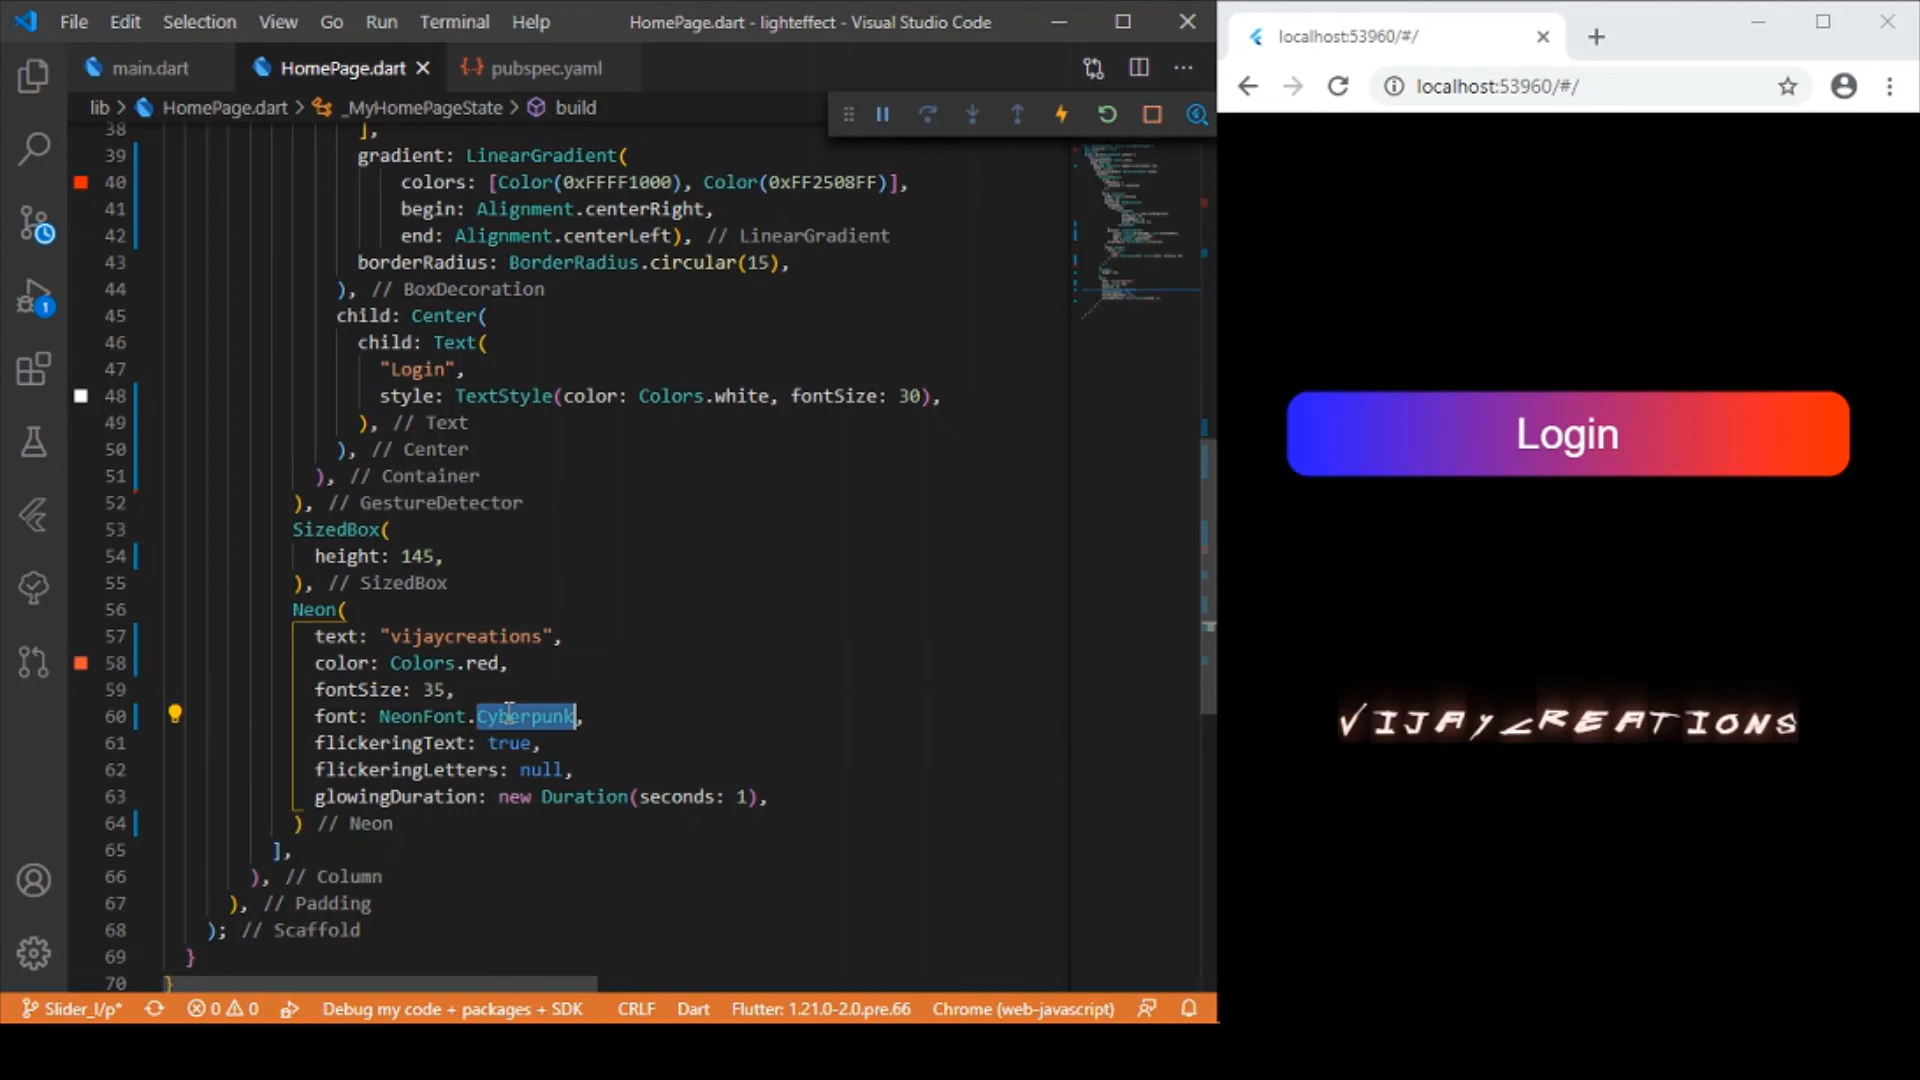 File Edit Selection View Go Run Terminal Help HomePage.dart - lighteffect - Visual Studio Code
main.dart HomePage.dart pubspec.yaml
lib > HomePage.dart > _MyHomePageState > build
38 ],
39 gradient: LinearGradient(
40 colors: [Color(0xFFFF1000), Color(0xFF2508FF)],
41 begin: Alignment.centerRight,
42 end: Alignment.centerLeft), // LinearGradient
43 borderRadius: BorderRadius.circular(15),
44 ), // BoxDecoration
45 child: Center(
46 child: Text(
47 "Login",
48 style: TextStyle(color: Colors.white, fontSize: 30),
49 ), // Text
50 ), // Center
51 ), // Container
52 ), // GestureDetector
53 SizedBox(
54 height: 145,
55 ), // SizedBox
56 Neon(
57 text: "vijaycreations",
58 color: Colors.red,
59 fontSize: 35,
60 font: NeonFont.Cyberpunk,
61 flickeringText: true,
62 flickeringLetters: null,
63 glowingDuration: new Duration(seconds: 1),
64 ) // Neon
65 ],
66 ), // Column
67 ), // Padding
68 ); // Scaffold
69 }
70 }
1
Slider_I/p* 0 0 Debug my code + packages + SDK CRLF Dart Flutter: 1.21.0-2.0.pre.66 Chrome (web-javascript)
localhost:53960/#/
localhost:53960/#/
Login
VIJAYCREATIONS